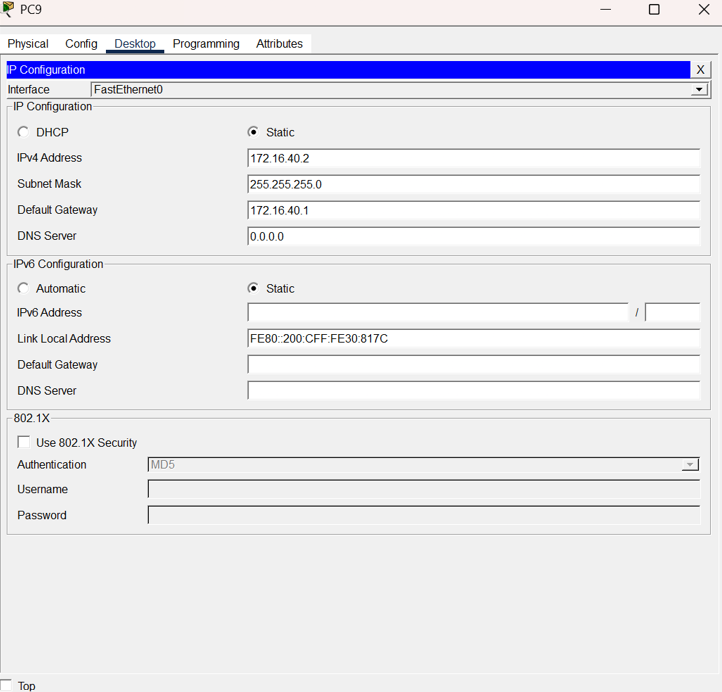 PC9
Physical Config Desktop Programming Attributes
IP Configuration X
Interface FastEthernet0
IP Configuration
DHCP Static
IPv4 Address 172.16.40.2
Subnet Mask 255.255.255.0
Default Gateway 172.16.40.1
DNS Server 0.0.0.0
IPv6 Configuration
Automatic Static
IPv6 Address /
Link Local Address FE80::200:CFF:FE30:817C
Default Gateway
DNS Server
802.1X
Use 802.1X Security
Authentication MD5
Username
Password
Top